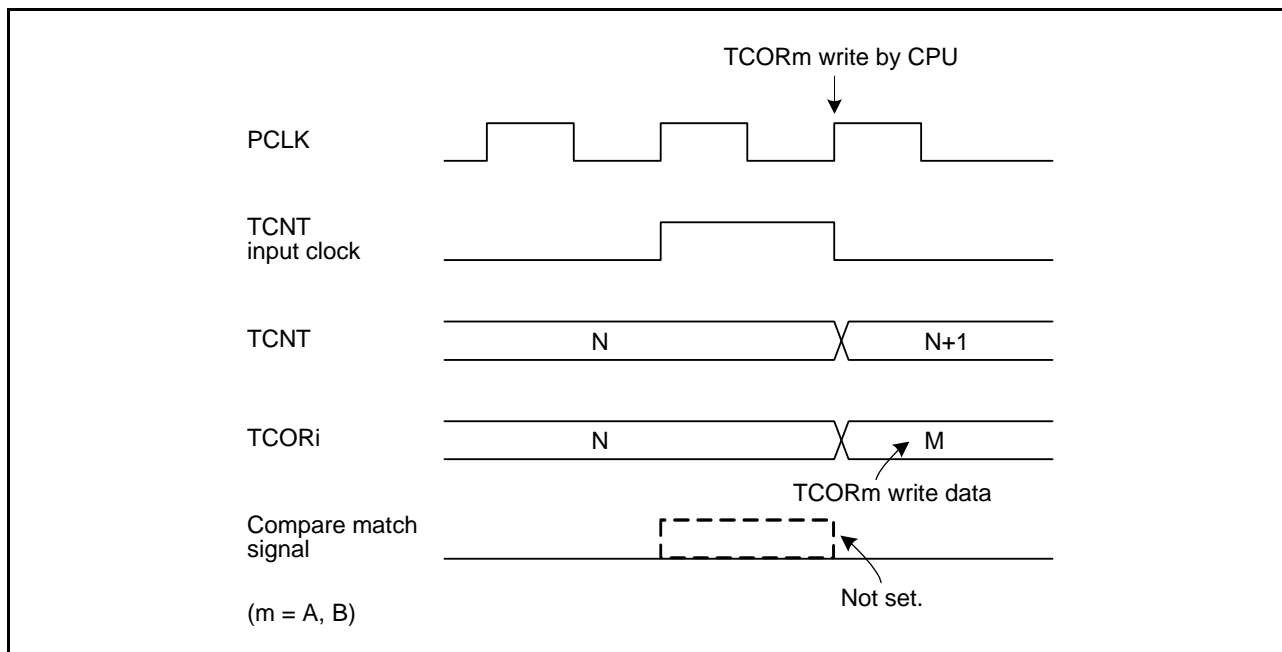 TCORm write by CPU
PCLK
TCNT
input clock
TCNT
N
N+1
TCORi
N
M
TCORm write data
Compare match
signal
Not set.
(m = A, B)